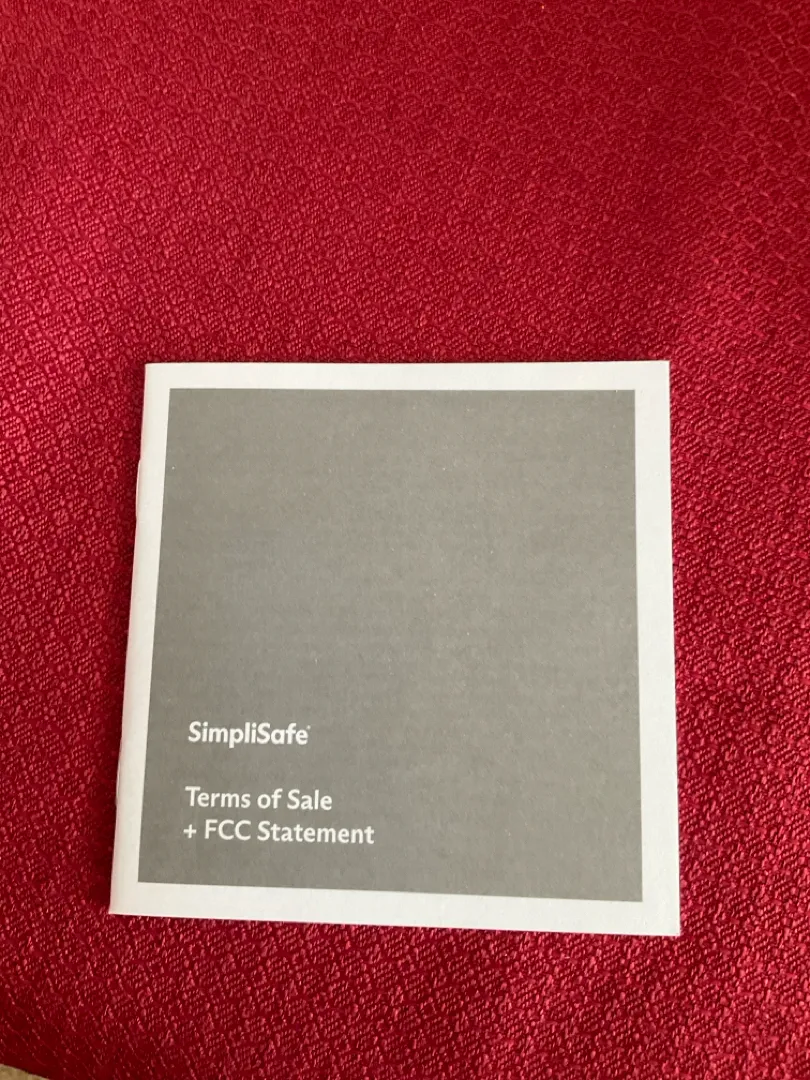 SimpliSafe®
Terms of Sale
+ FCC Statement